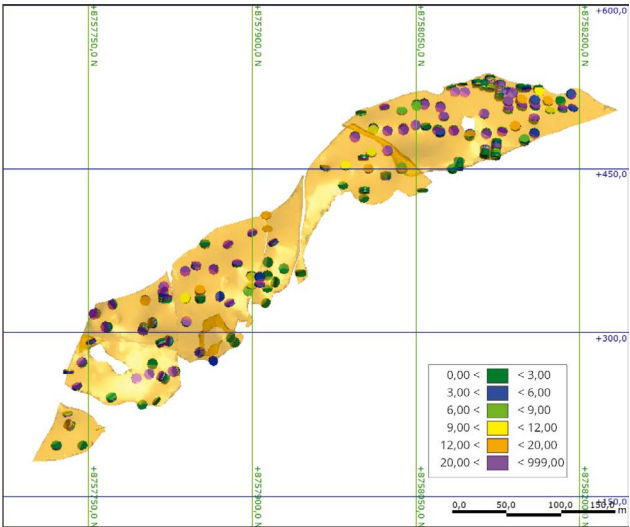 +600,0
+8757750,0 N
+8757900,0 N
+8758050,0 N
+8758200,0 N
+450,0
+300,0
0,00 < < 3,00
3,00 < < 6,00
6,00 < < 9,00
9,00 < < 12,00
12,00 < < 20,00
20,00 < < 999,00
+8757750,0 N
+8757900,0 N
+8758050,0 N
+8758200,0 N
+150,0
0,0 50,0 100,0 150,0
m